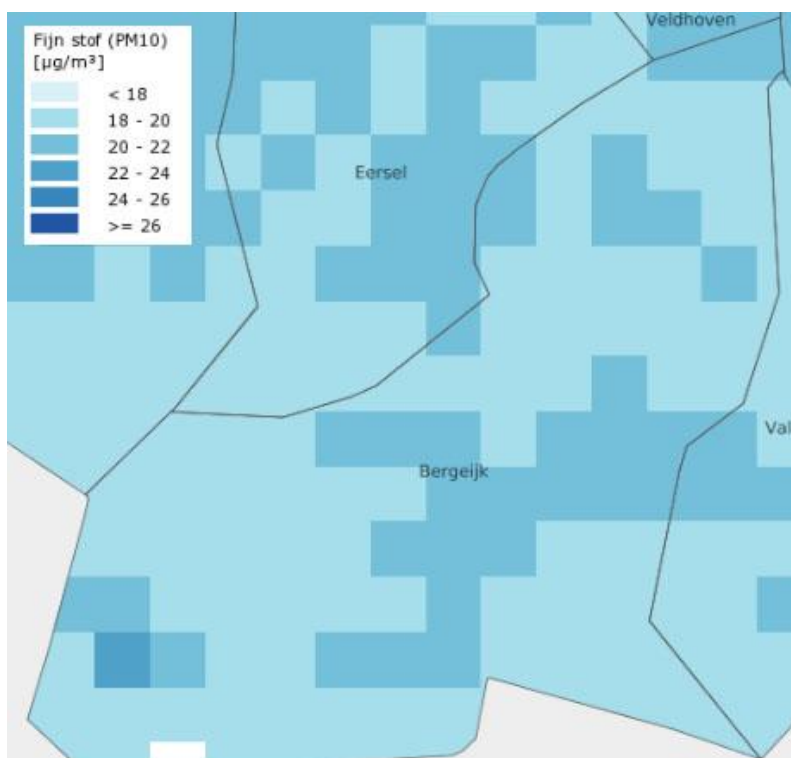 Veldhoven
Fijn stof (PM10)
[µg/m³]
< 18
18 - 20
20 - 22
22 - 24
24 - 26
>= 26
Eersel
Val
Bergeijk